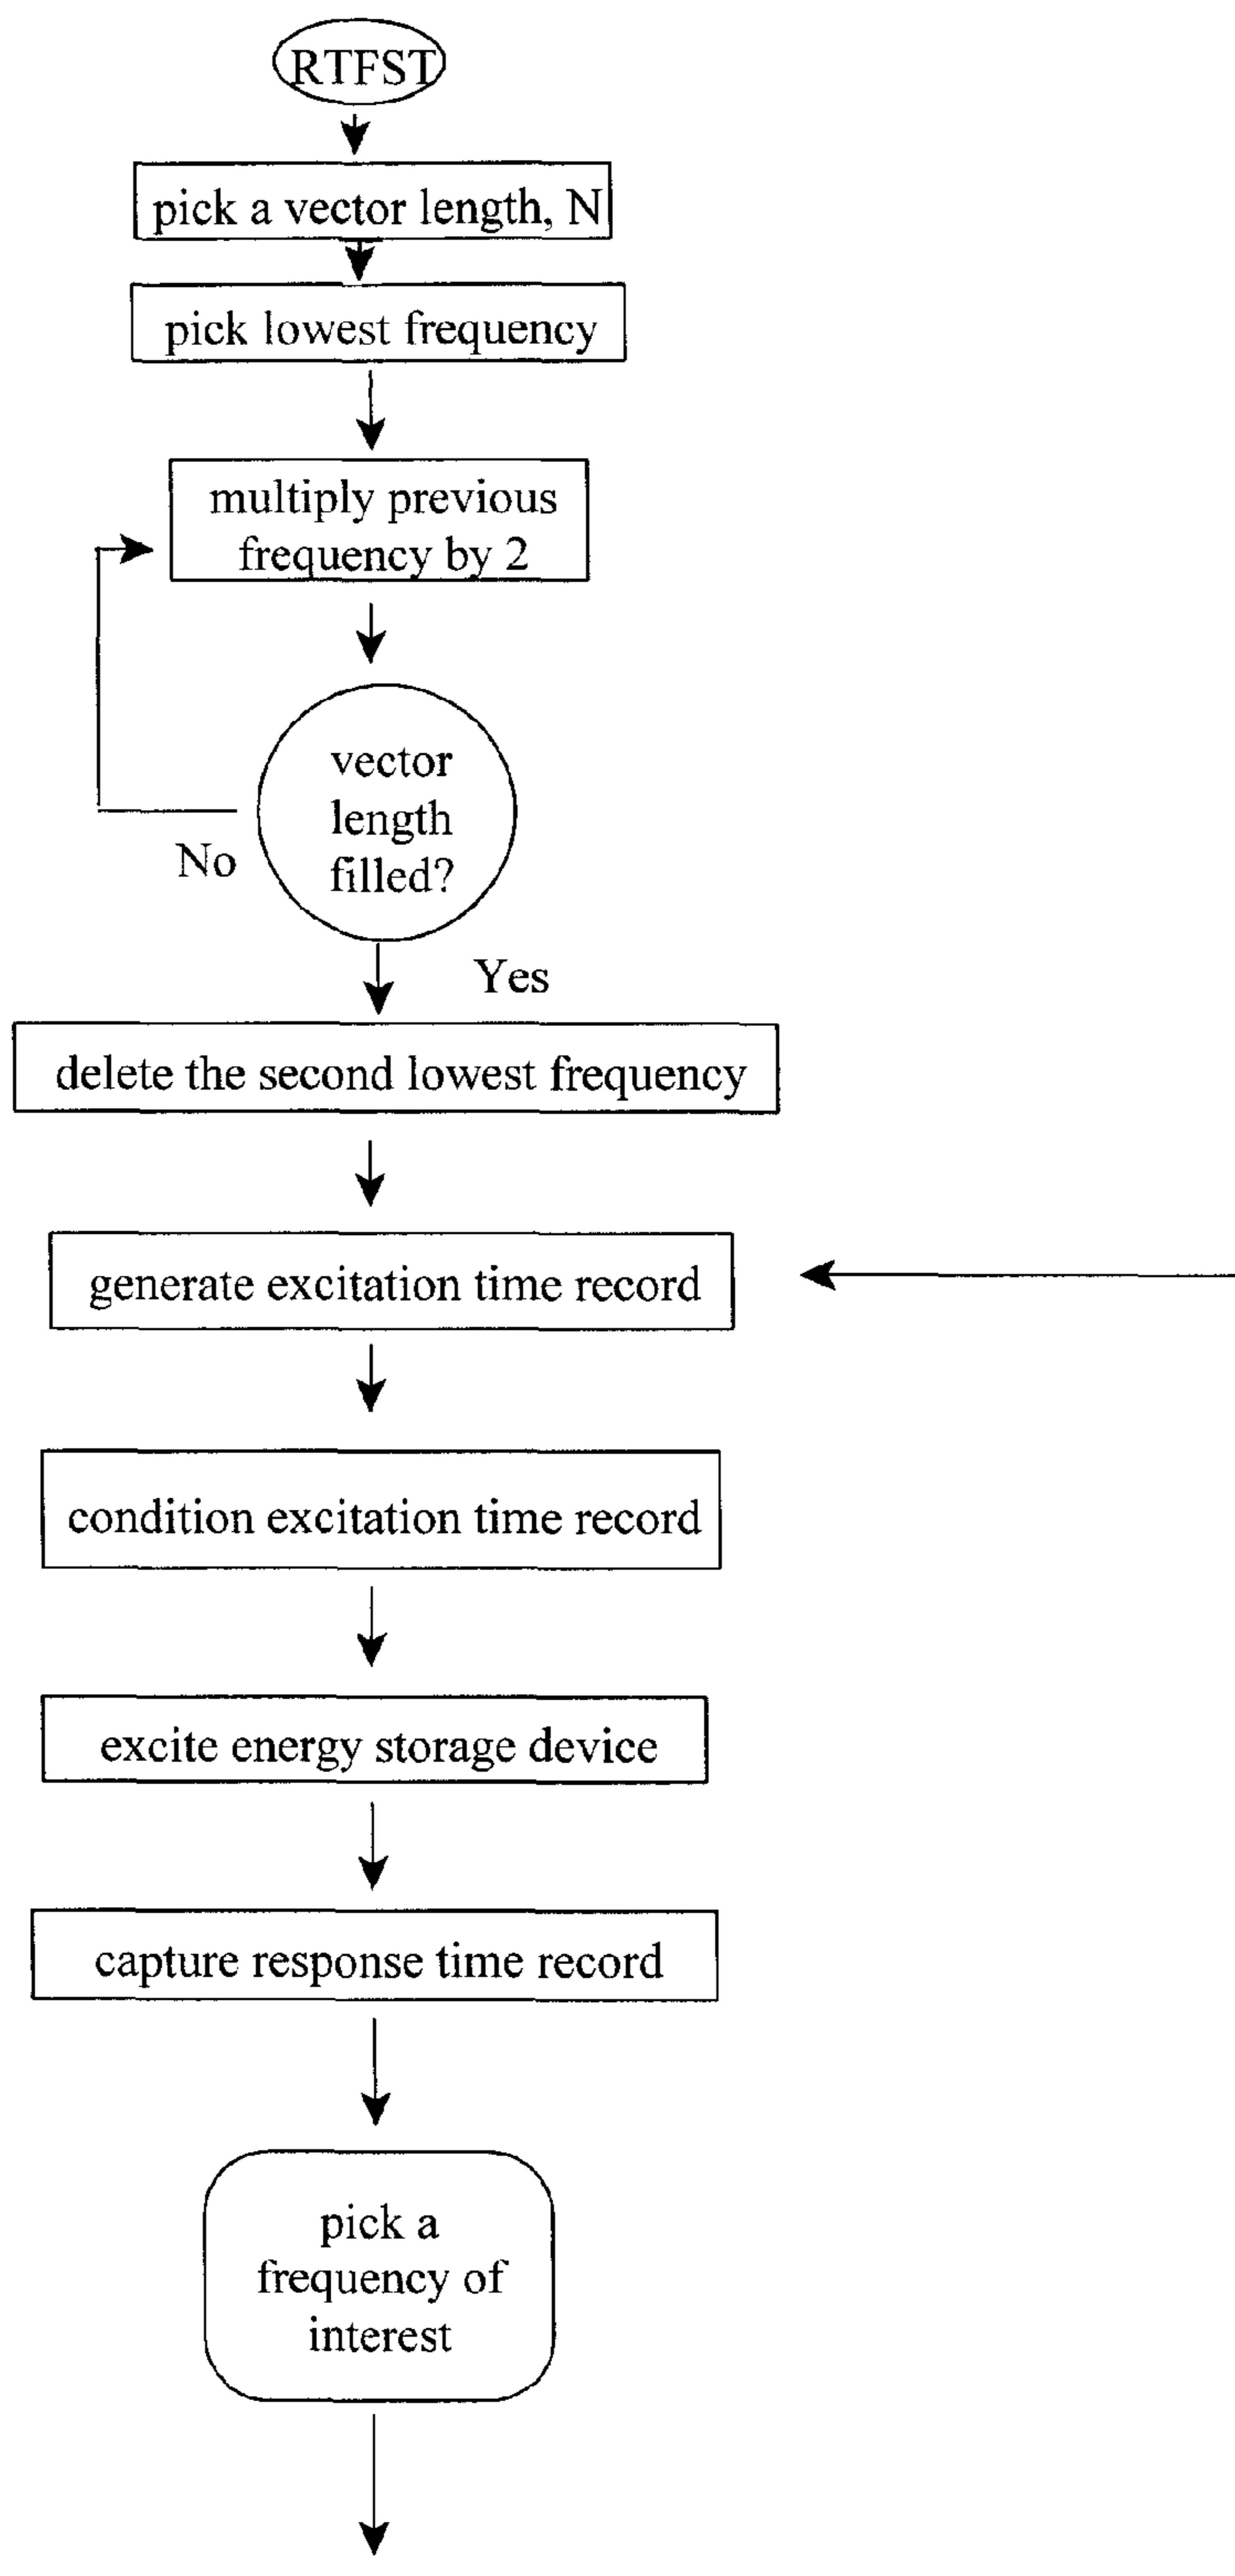 RTFST
pick a vector length, N
pick lowest frequency
multiply previous
frequency by 2
vector
length
filled?
No
Yes
delete the second lowest frequency
generate excitation time record
condition excitation time record
excite energy storage device
capture response time record
pick a
frequency of
interest